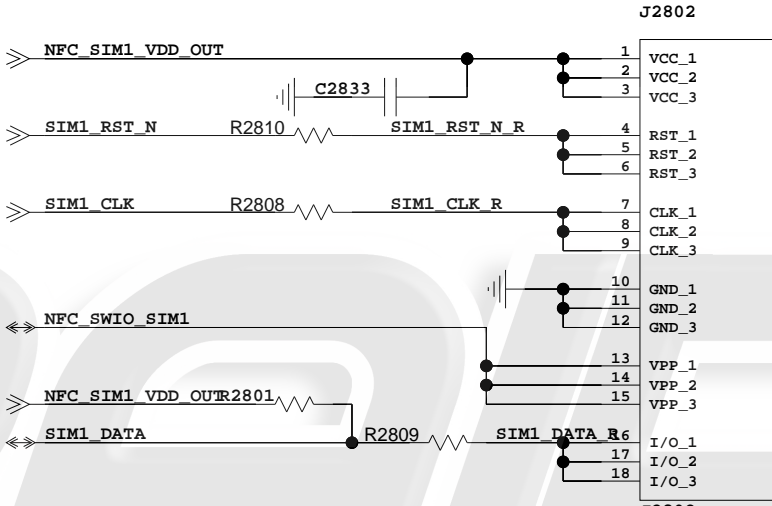 J2802
NFC_SIM1_VDD_OUT 1 VCC_1
2 VCC_2
C2833 3 VCC_3
SIM1_RST_N R2810 SIM1_RST_N_R 4 RST_1
5 RST_2
6 RST_3
SIM1_CLK R2808 SIM1_CLK_R 7 CLK_1
8 CLK_2
9 CLK_3
10 GND_1
11 GND_2
NFC_SWIO_SIM1 12 GND_3
13 VPP_1
14 VPP_2
NFC_SIM1_VDD_OUT R2801 15 VPP_3
SIM1_DATA R2809 SIM1_DATA_R 16 I/O_1
17 I/O_2
18 I/O_3